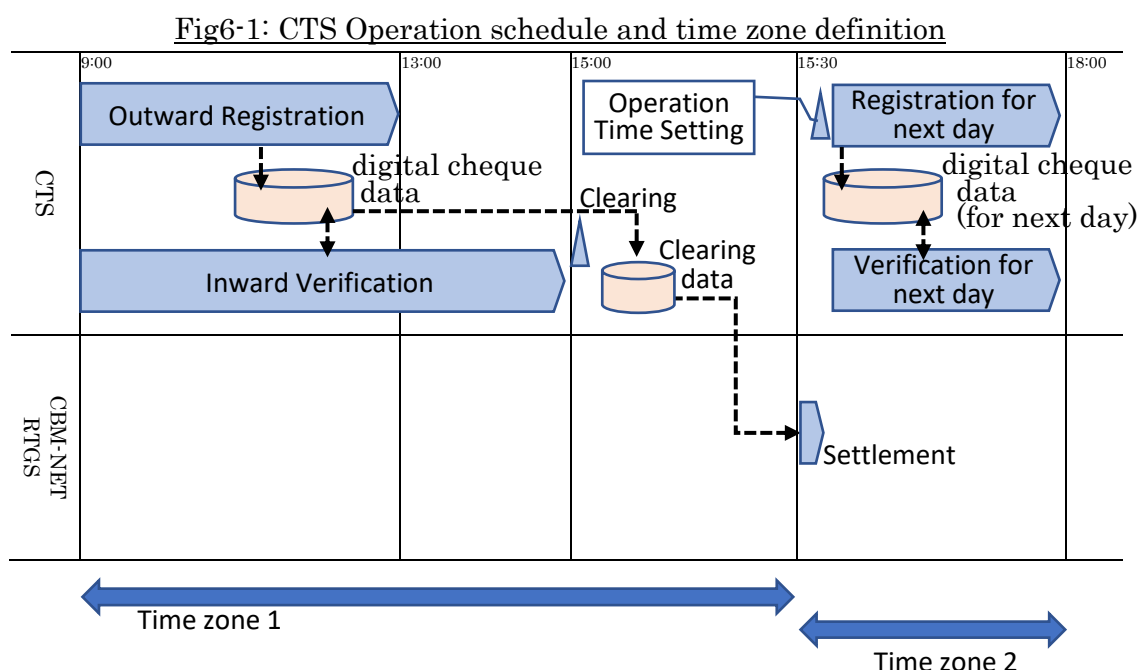 Fig6-1: CTS Operation schedule and time zone definition
9:00
13:00
15:00
15:30
18:00
CTS
Outward Registration
Operation
Time Setting
Registration for
next day
digital cheque
data
digital cheque
data
(for next day)
Clearing
Clearing
data
Inward Verification
Verification for
next day
CBM-NET
RTGS
Settlement
Time zone 1
Time zone 2